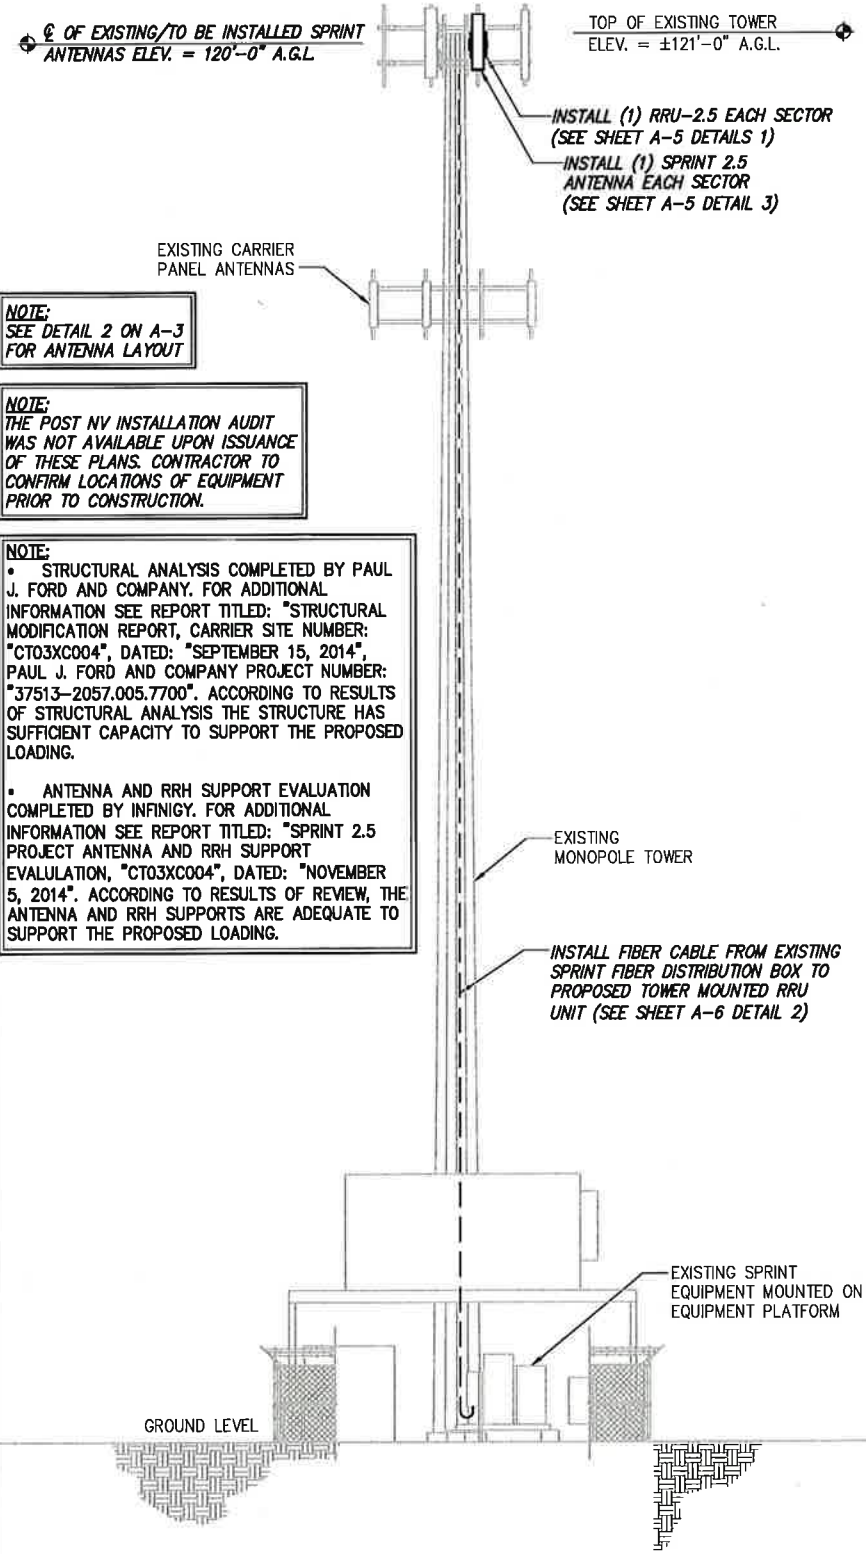 ℄ OF EXISTING/TO BE INSTALLED SPRINT
ANTENNAS ELEV. = 120'-0" A.G.L.
TOP OF EXISTING TOWER
ELEV. = ±121'-0" A.G.L.
INSTALL (1) RRU-2.5 EACH SECTOR
(SEE SHEET A-5 DETAILS 1)
INSTALL (1) SPRINT 2.5
ANTENNA EACH SECTOR
(SEE SHEET A-5 DETAIL 3)
EXISTING CARRIER
PANEL ANTENNAS
NOTE:
SEE DETAIL 2 ON A-3
FOR ANTENNA LAYOUT
NOTE:
THE POST NV INSTALLATION AUDIT
WAS NOT AVAILABLE UPON ISSUANCE
OF THESE PLANS. CONTRACTOR TO
CONFIRM LOCATIONS OF EQUIPMENT
PRIOR TO CONSTRUCTION.
NOTE:
• STRUCTURAL ANALYSIS COMPLETED BY PAUL
J. FORD AND COMPANY. FOR ADDITIONAL
INFORMATION SEE REPORT TITLED: "STRUCTURAL
MODIFICATION REPORT, CARRIER SITE NUMBER:
"CT03XC004", DATED: "SEPTEMBER 15, 2014",
PAUL J. FORD AND COMPANY PROJECT NUMBER:
"37513-2057.005.7700". ACCORDING TO RESULTS
OF STRUCTURAL ANALYSIS THE STRUCTURE HAS
SUFFICIENT CAPACITY TO SUPPORT THE PROPOSED
LOADING.
• ANTENNA AND RRH SUPPORT EVALUATION
COMPLETED BY INFINIGY. FOR ADDITIONAL
INFORMATION SEE REPORT TITLED: "SPRINT 2.5
PROJECT ANTENNA AND RRH SUPPORT
EVALULATION, "CT03XC004", DATED: "NOVEMBER
5, 2014". ACCORDING TO RESULTS OF REVIEW, THE
ANTENNA AND RRH SUPPORTS ARE ADEQUATE TO
SUPPORT THE PROPOSED LOADING.
EXISTING
MONOPOLE TOWER
INSTALL FIBER CABLE FROM EXISTING
SPRINT FIBER DISTRIBUTION BOX TO
PROPOSED TOWER MOUNTED RRU
UNIT (SEE SHEET A-6 DETAIL 2)
EXISTING SPRINT
EQUIPMENT MOUNTED ON
EQUIPMENT PLATFORM
GROUND LEVEL